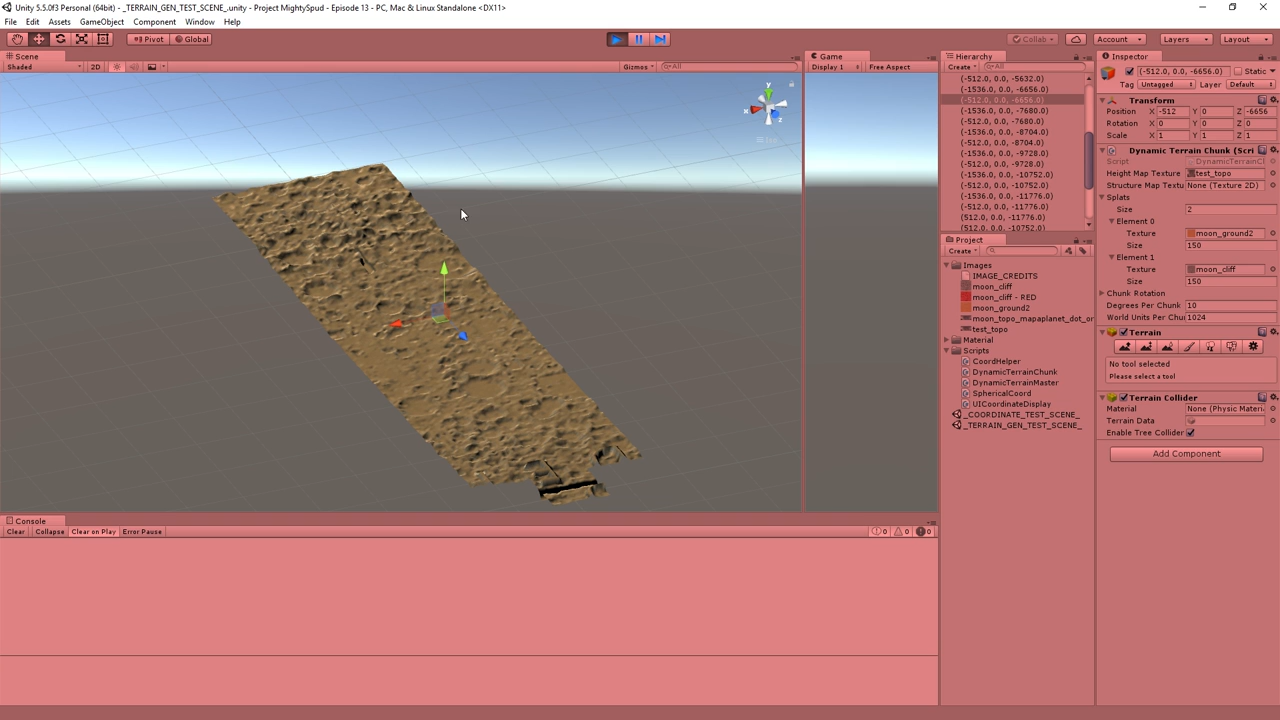 Unity 5.5.0f3 Personal (64bit) - _TERRAIN_GEN_TEST_SCENE_.unity - Project MightySpud - Episode 13 - PC, Mac & Linux Standalone <DX11>
File Edit Assets GameObject Component Window Help
Pivot Global Collab Account Layers Layout
Scene
Shaded 2D Gizmos All
Game
Display 1 Free Aspect
Hierarchy
Create All
(-512.0, 0.0, -5632.0)
(-1536.0, 0.0, -6656.0)
(-512.0, 0.0, -6656.0)
(-1536.0, 0.0, -7680.0)
(-512.0, 0.0, -7680.0)
(-1536.0, 0.0, -8704.0)
(-512.0, 0.0, -8704.0)
(-1536.0, 0.0, -9728.0)
(-512.0, 0.0, -9728.0)
(-1536.0, 0.0, -10752.0)
(-512.0, 0.0, -10752.0)
(-1536.0, 0.0, -11776.0)
(-512.0, 0.0, -11776.0)
(512.0, 0.0, -11776.0)
(512.0, 0.0, -10752.0)
Project
Create
Images
IMAGE_CREDITS
moon_cliff
moon_cliff - RED
moon_ground2
moon_topo_mapaplanet_dot_or
test_topo
Material
Scripts
CoordHelper
DynamicTerrainChunk
DynamicTerrainMaster
SphericalCoord
UICoordinateDisplay
_COORDINATE_TEST_SCENE_
_TERRAIN_GEN_TEST_SCENE_
Inspector
(-512.0, 0.0, -6656.0) Static
Tag Untagged Layer Default
Transform
Position X -512 Y 0 Z -6656
Rotation X 0 Y 0 Z 0
Scale X 1 Y 1 Z 1
Dynamic Terrain Chunk (Scri
Script DynamicTerrainCl
Height Map Texture test_topo
Structure Map Textu None (Texture 2D)
Splats
Size 2
Element 0
Texture moon_ground2
Size 150
Element 1
Texture moon_cliff
Size 150
Chunk Rotation
Degrees Per Chunk 10
World Units Per Chu 1024
Terrain
No tool selected
Please select a tool
Terrain Collider
Material None (Physic Materi
Terrain Data
Enable Tree Collider
Add Component
Console
Clear Collapse Clear on Play Error Pause 0 0 0